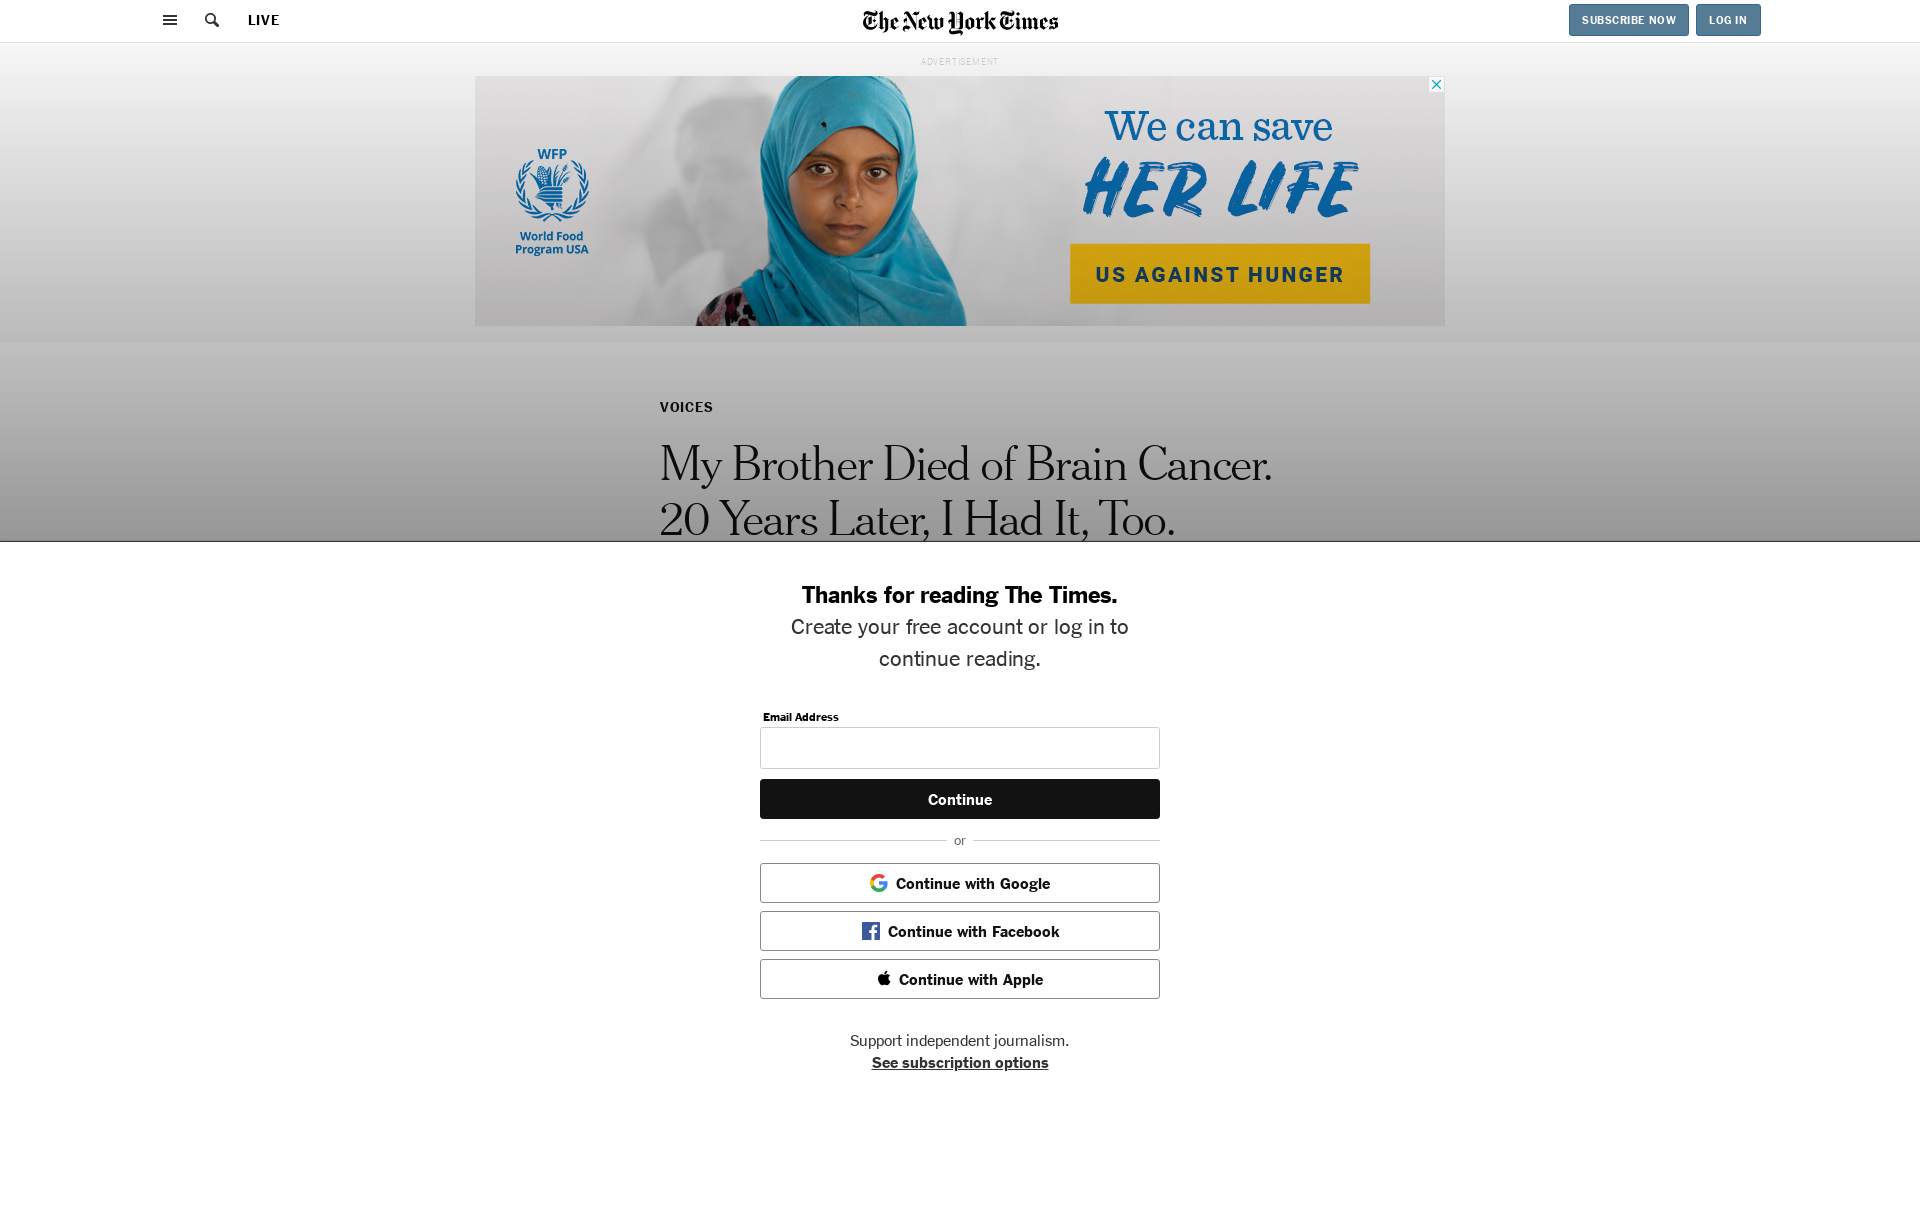 LIVE
The New York Times
SUBSCRIBE NOW
LOG IN
ADVERTISEMENT
WFP
World Food
Program USA
We can save
HER LIFE
US AGAINST HUNGER
VOICES
My Brother Died of Brain Cancer.
20 Years Later, I Had It, Too.
Thanks for reading The Times.
Create your free account or log in to
continue reading.
Email Address
Continue
or
Continue with Google
Continue with Facebook
Continue with Apple
Support independent journalism.
See subscription options